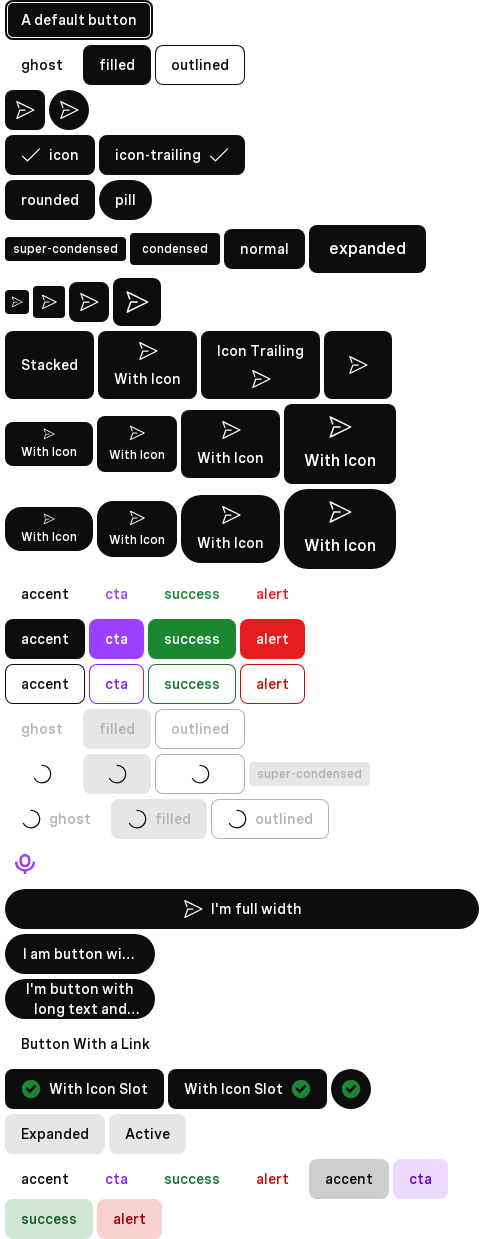 A default button
ghost filled outlined
icon icon-trailing
rounded pill
super-condensed condensed normal expanded
Stacked With Icon Icon Trailing
With Icon With Icon With Icon With Icon
With Icon With Icon With Icon With Icon
accent cta success alert
accent cta success alert
accent cta success alert
ghost filled outlined
super-condensed
ghost filled outlined
I'm full width
I am button wi...
I'm button with
long text and...
Button With a Link
With Icon Slot With Icon Slot
Expanded Active
accent cta success alert accent cta
success alert